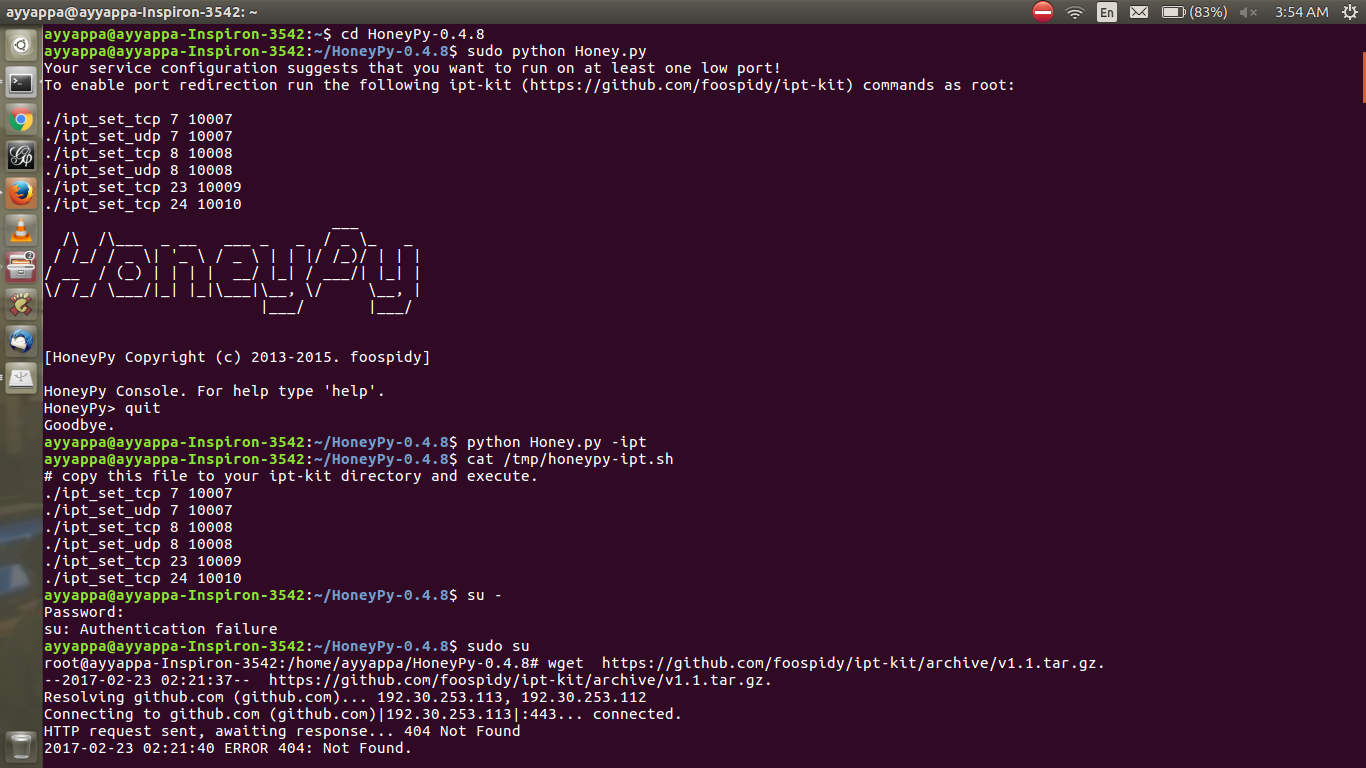 ayyappa@ayyappa-Inspiron-3542: ~
En (83%) 3:54 AM
ayyappa@ayyappa-Inspiron-3542:~$ cd HoneyPy-0.4.8
ayyappa@ayyappa-Inspiron-3542:~/HoneyPy-0.4.8$ sudo python Honey.py
Your service configuration suggests that you want to run on at least one low port!
To enable port redirection run the following ipt-kit (https://github.com/foospidy/ipt-kit) commands as root:
./ipt_set_tcp 7 10007
./ipt_set_udp 7 10007
./ipt_set_tcp 8 10008
./ipt_set_udp 8 10008
./ipt_set_tcp 23 10009
./ipt_set_tcp 24 10010
HoneyPy
[HoneyPy Copyright (c) 2013-2015. foospidy]
HoneyPy Console. For help type 'help'.
HoneyPy> quit
Goodbye.
ayyappa@ayyappa-Inspiron-3542:~/HoneyPy-0.4.8$ python Honey.py -ipt
ayyappa@ayyappa-Inspiron-3542:~/HoneyPy-0.4.8$ cat /tmp/honeypy-ipt.sh
# copy this file to your ipt-kit directory and execute.
./ipt_set_tcp 7 10007
./ipt_set_udp 7 10007
./ipt_set_tcp 8 10008
./ipt_set_udp 8 10008
./ipt_set_tcp 23 10009
./ipt_set_tcp 24 10010
ayyappa@ayyappa-Inspiron-3542:~/HoneyPy-0.4.8$ su -
Password:
su: Authentication failure
ayyappa@ayyappa-Inspiron-3542:~/HoneyPy-0.4.8$ sudo su
root@ayyappa-Inspiron-3542:/home/ayyappa/HoneyPy-0.4.8# wget  https://github.com/foospidy/ipt-kit/archive/v1.1.tar.gz.
--2017-02-23 02:21:37--  https://github.com/foospidy/ipt-kit/archive/v1.1.tar.gz.
Resolving github.com (github.com)... 192.30.253.113, 192.30.253.112
Connecting to github.com (github.com)|192.30.253.113|:443... connected.
HTTP request sent, awaiting response... 404 Not Found
2017-02-23 02:21:40 ERROR 404: Not Found.